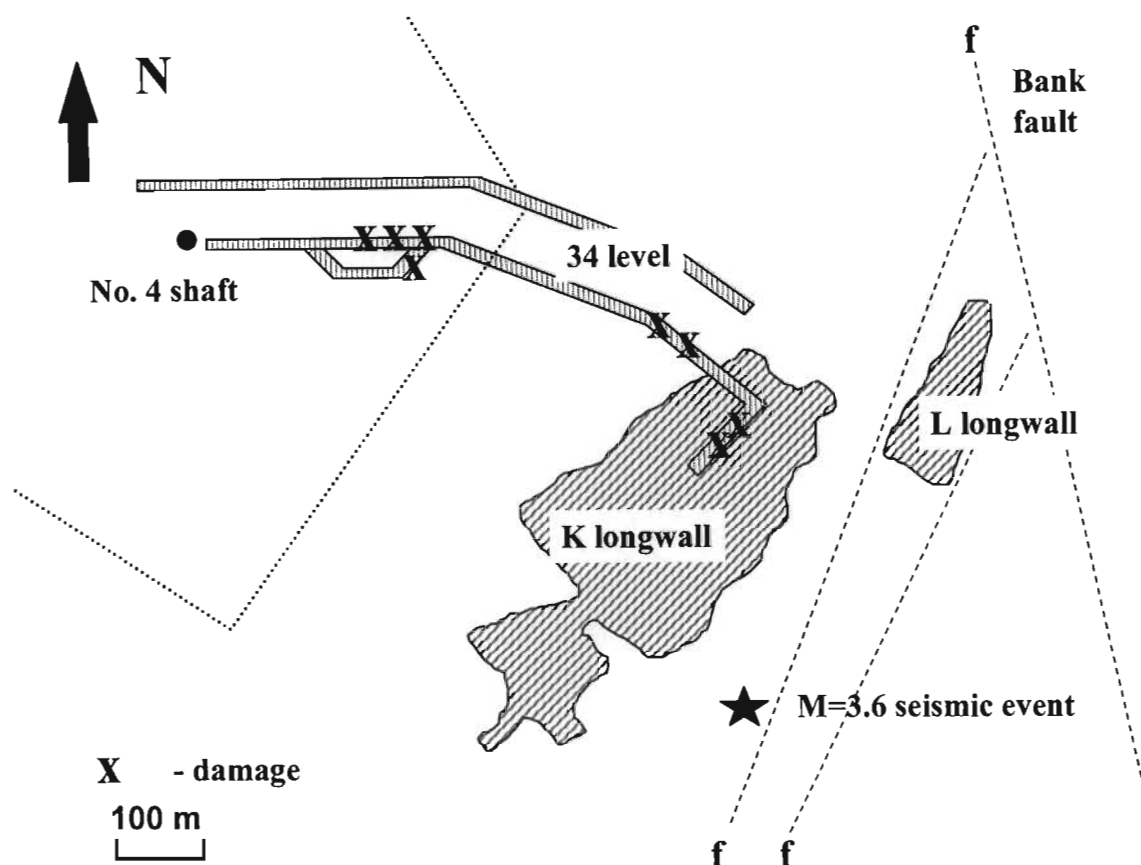 f
N
Bank
fault
34 level
No. 4 shaft
X X X
X
X
X
L longwall
X
X
K longwall
M=3.6 seismic event
X - damage
100 m
f f